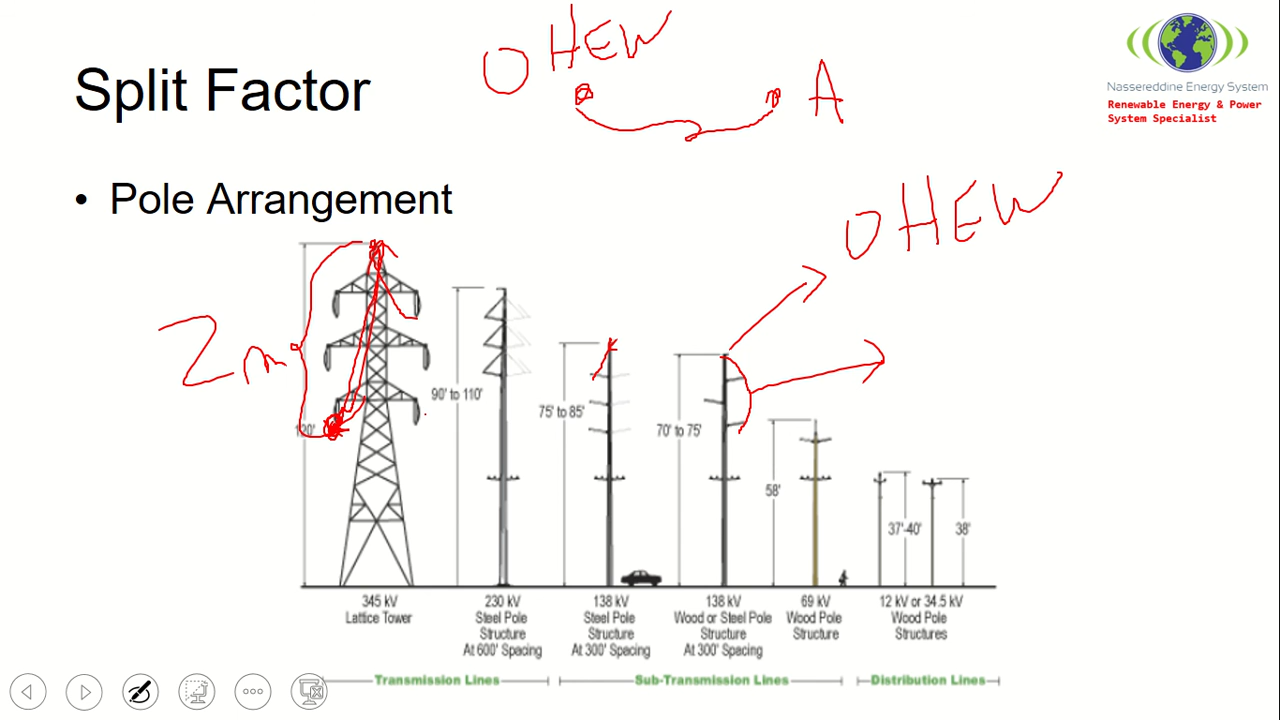 OHEW
A
Split Factor
Nassereddine Energy System
Renewable Energy & Power
System Specialist
• Pole Arrangement
OHEW
Zm
120'
90' to 110'
75' to 85'
70' to 75'
58'
37'-40'
38'
345 kV
Lattice Tower
230 kV
Steel Pole
Structure
At 600' Spacing
138 kV
Steel Pole
Structure
At 300' Spacing
138 kV
Wood or Steel Pole
Structure
At 300' Spacing
69 kV
Wood Pole
Structure
12 kV or 34.5 kV
Wood Pole
Structures
Transmission Lines
Sub-Transmission Lines
Distribution Lines